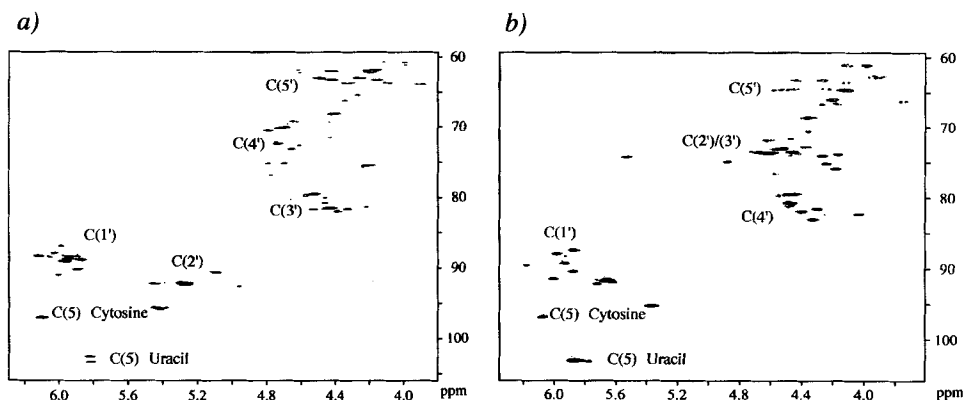 a)
60
70
80
90
100
C(5')
C(4')
C(3')
C(1')
C(2')
C(5) Cytosine
C(5) Uracil
6.0 5.6 5.2 4.8 4.4 4.0 ppm
b)
60
70
80
90
100
C(5')
C(2')/(3')
C(4')
C(1')
C(5) Cytosine
C(5) Uracil
6.0 5.6 5.2 4.8 4.4 4.0 ppm